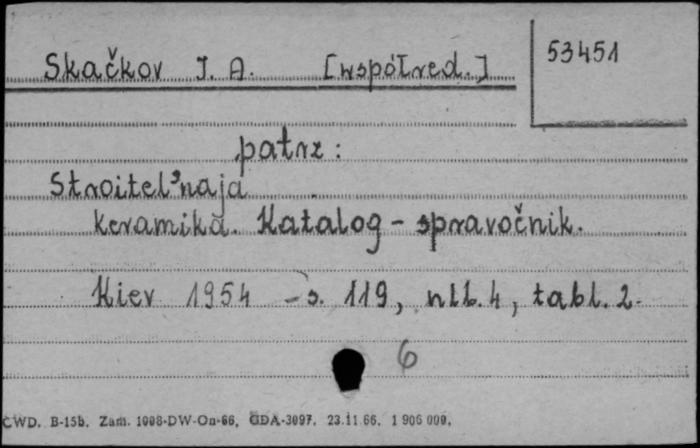 Skačkov I. A. [współred.]
53451
patrz:
Stroitel'naja
keramika. Katalog - spravočnik.
Kiev 1954 - s. 119, nlb. 4, tabl. 2.
6
CWD. B-15b. Zam. 1008-DW-On-66, GDA-3097. 23.11.66. 1 906 000.